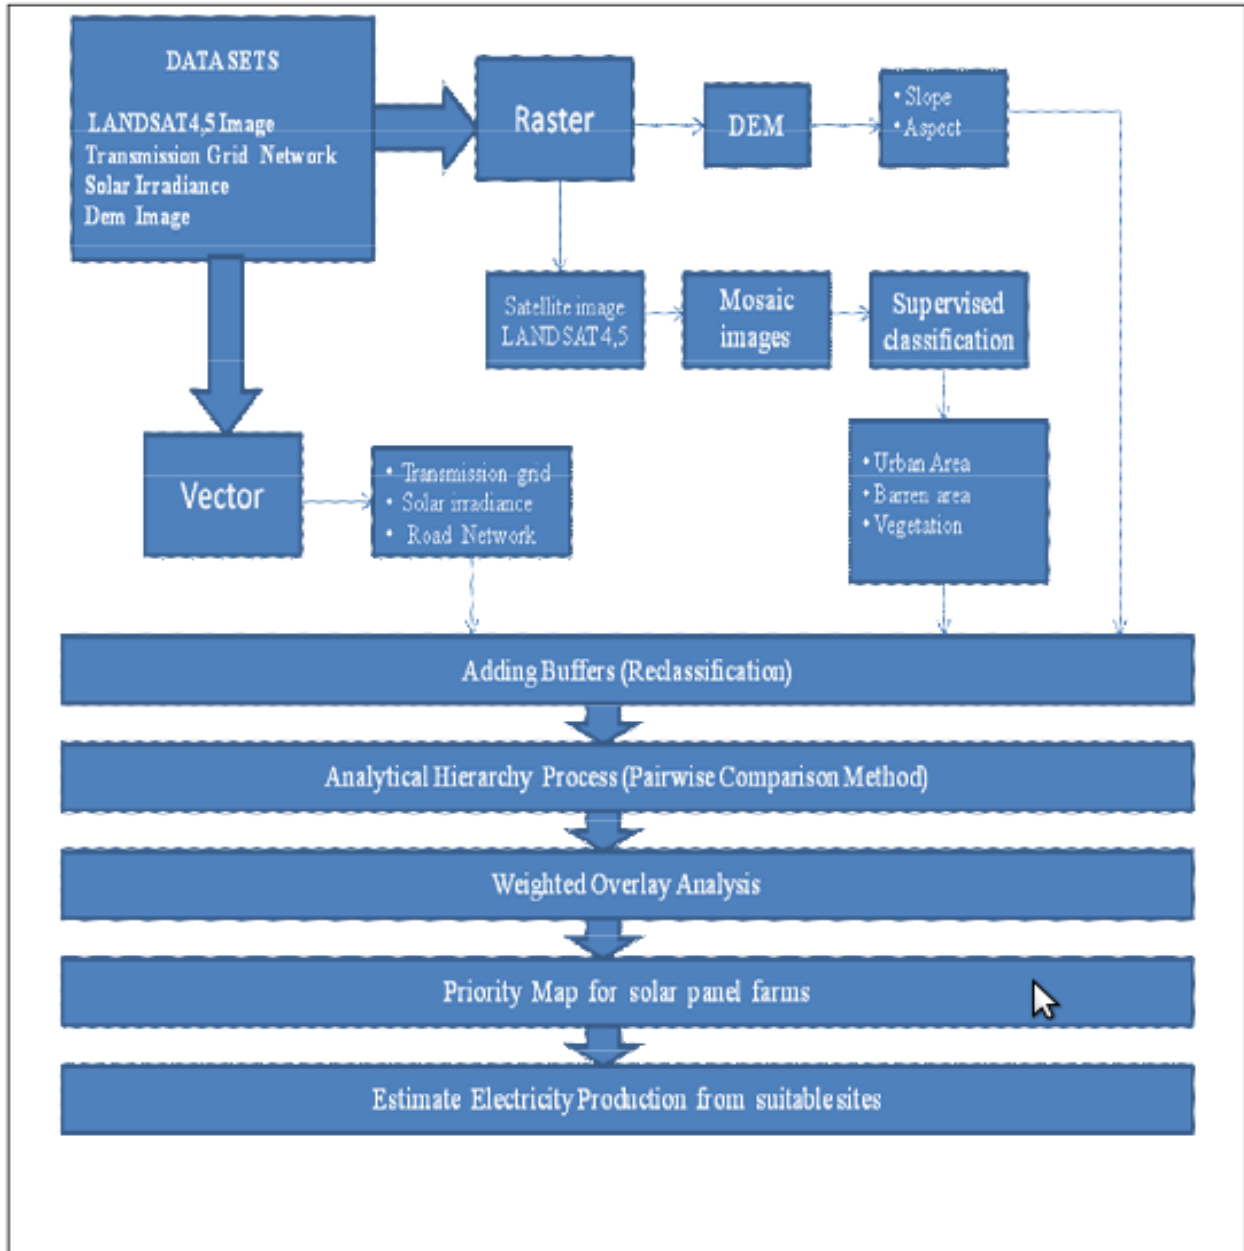 DATA SETS
LANDSAT4,5 Image
Transmission Grid Network
Solar Irradiance
Dem Image
Raster
DEM
• Slope
• Aspect
Satellite image
LANDSAT4,5
Mosaic
images
Supervised
classification
Vector
• Transmission grid
• Solar irradiance
• Road Network
• Urban Area
• Barren area
• Vegetation
Adding Buffers (Reclassification)
Analytical Hierarchy Process (Pairwise Comparison Method)
Weighted Overlay Analysis
Priority Map for solar panel farms
Estimate Electricity Production from suitable sites